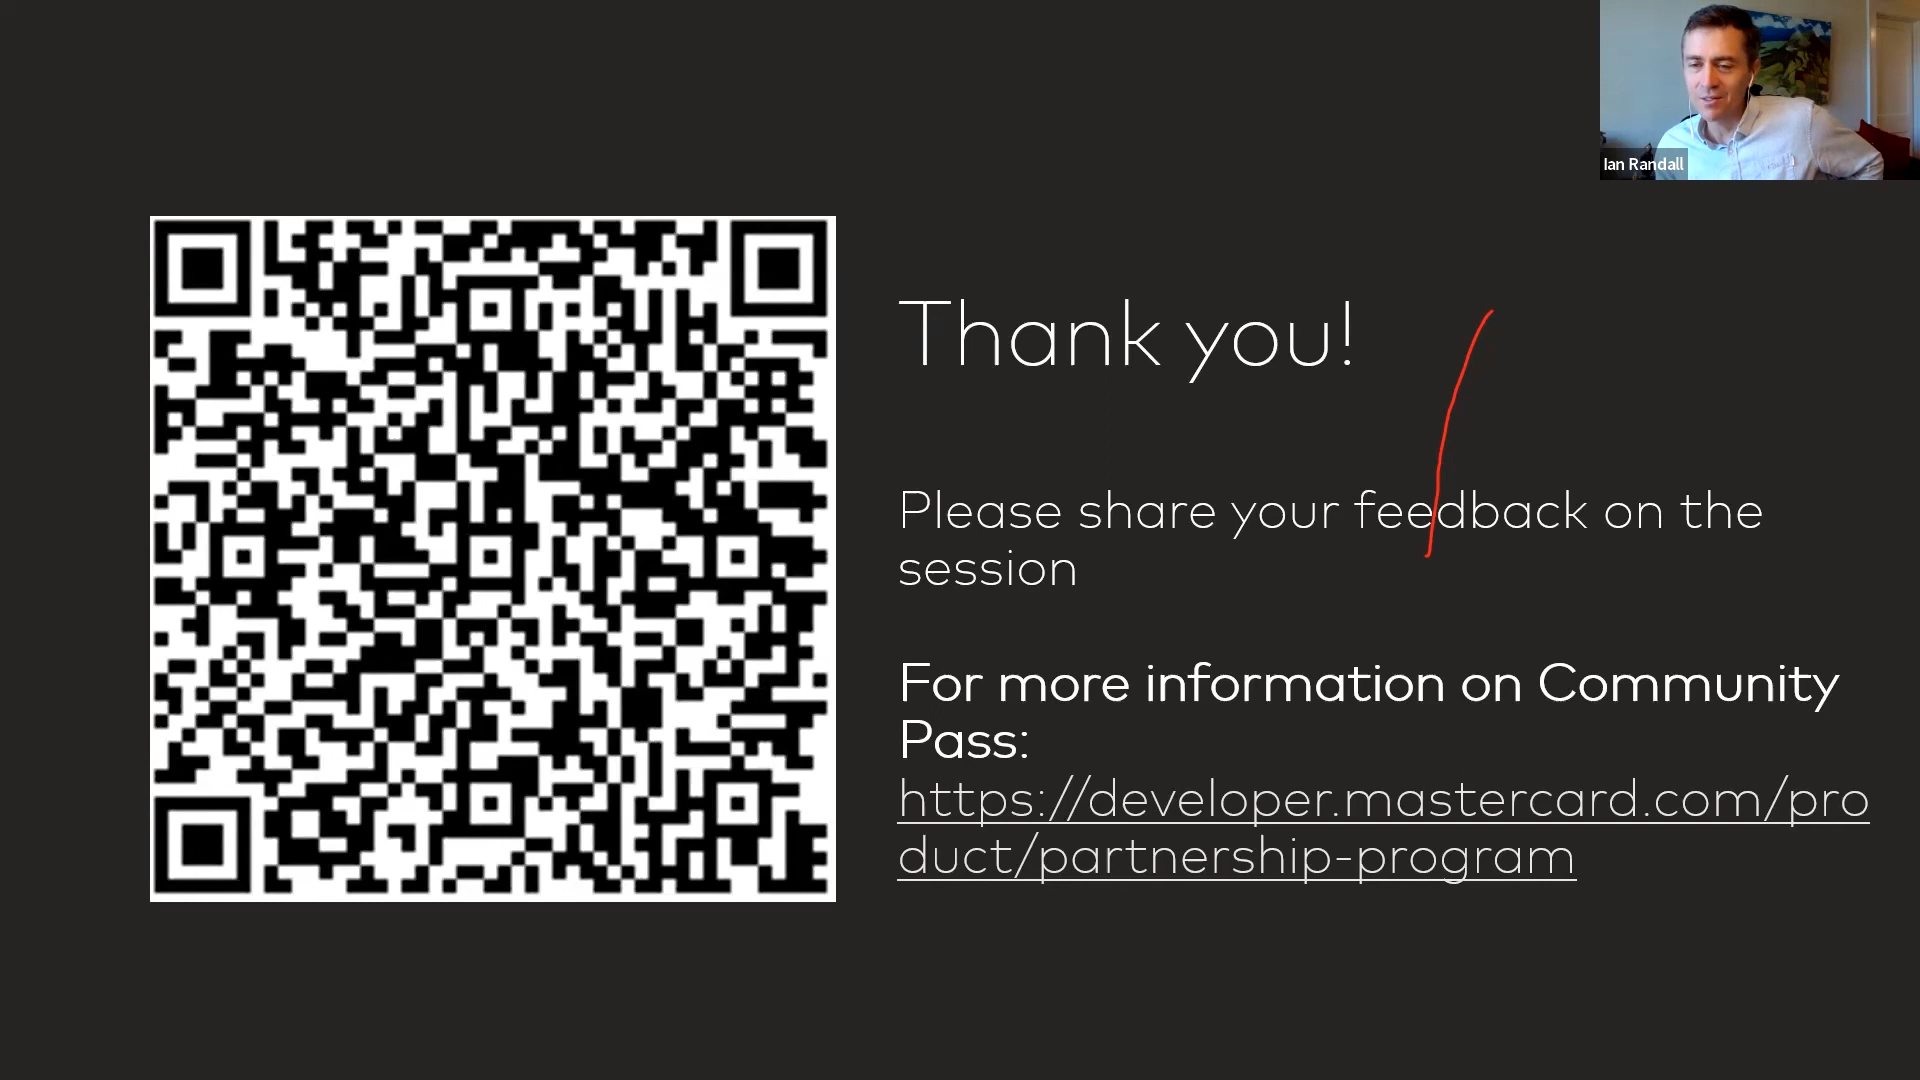 Ian Randall
Thank you!
Please share your feedback on the
session
For more information on Community
Pass:
https://developer.mastercard.com/pro
duct/partnership-program